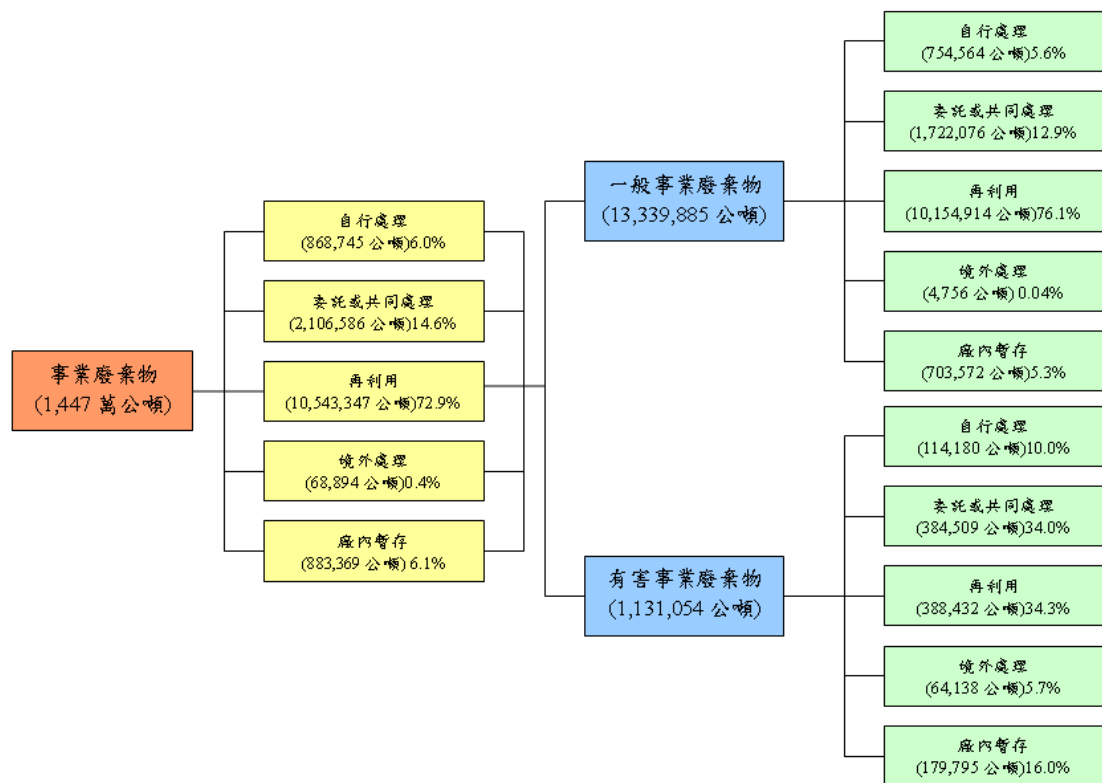 事業廢棄物
(1,447 萬公噸)
自行處理
(868,745 公噸)6.0%
委託或共同處理
(2,106,586 公噸)14.6%
再利用
(10,543,347 公噸)72.9%
境外處理
(68,894 公噸)0.4%
廠內暫存
(883,369 公噸) 6.1%
一般事業廢棄物
(13,339,885 公噸)
自行處理
(754,564 公噸)5.6%
委託或共同處理
(1,722,076 公噸)12.9%
再利用
(10,154,914 公噸)76.1%
境外處理
(4,756 公噸) 0.04%
廠內暫存
(703,572 公噸)5.3%
有害事業廢棄物
(1,131,054 公噸)
自行處理
(114,180 公噸)10.0%
委託或共同處理
(384,509 公噸)34.0%
再利用
(388,432 公噸)34.3%
境外處理
(64,138 公噸)5.7%
廠內暫存
(179,795 公噸)16.0%